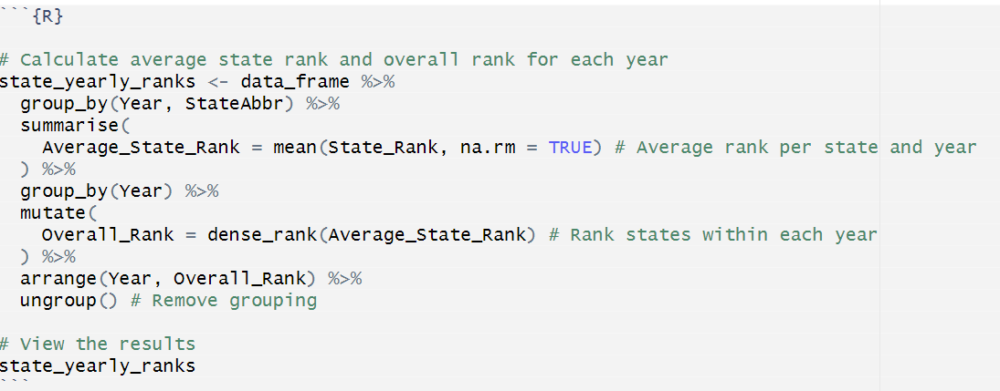 ```{R}
# Calculate average state rank and overall rank for each year
state_yearly_ranks <- data_frame %>%
  group_by(Year, StateAbbr) %>%
  summarise(
    Average_State_Rank = mean(State_Rank, na.rm = TRUE) # Average rank per state and year
  ) %>%
  group_by(Year) %>%
  mutate(
    Overall_Rank = dense_rank(Average_State_Rank) # Rank states within each year
  ) %>%
  arrange(Year, Overall_Rank) %>%
  ungroup() # Remove grouping
# View the results
state_yearly_ranks
```